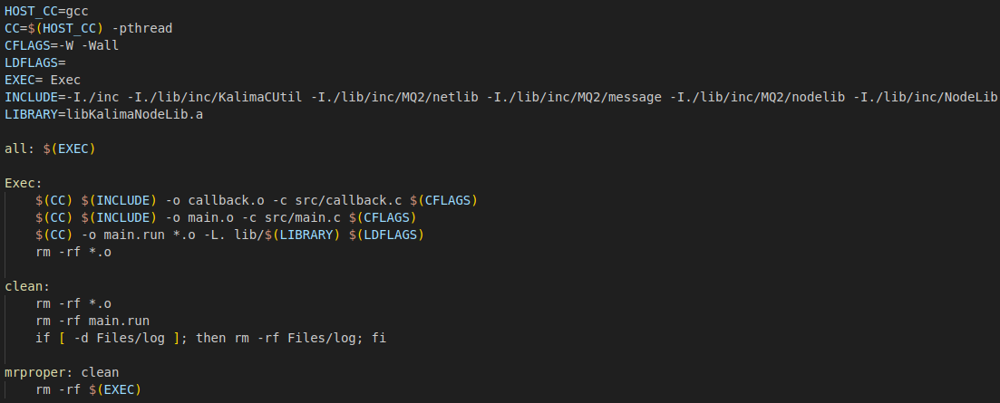 HOST_CC=gcc
CC=$(HOST_CC) -pthread
CFLAGS=-W -Wall
LDFLAGS=
EXEC= Exec
INCLUDE=-I./inc -I./lib/inc/KalimaCUtil -I./lib/inc/MQ2/netlib -I./lib/inc/MQ2/message -I./lib/inc/MQ2/nodelib -I./lib/inc/NodeLib
LIBRARY=libKalimaNodeLib.a
all: $(EXEC)
Exec:
$(CC) $(INCLUDE) -o callback.o -c src/callback.c $(CFLAGS)
$(CC) $(INCLUDE) -o main.o -c src/main.c $(CFLAGS)
$(CC) -o main.run *.o -L. lib/$(LIBRARY) $(LDFLAGS)
rm -rf *.o
clean:
rm -rf *.o
rm -rf main.run
if [ -d Files/log ]; then rm -rf Files/log; fi
mrproper: clean
rm -rf $(EXEC)